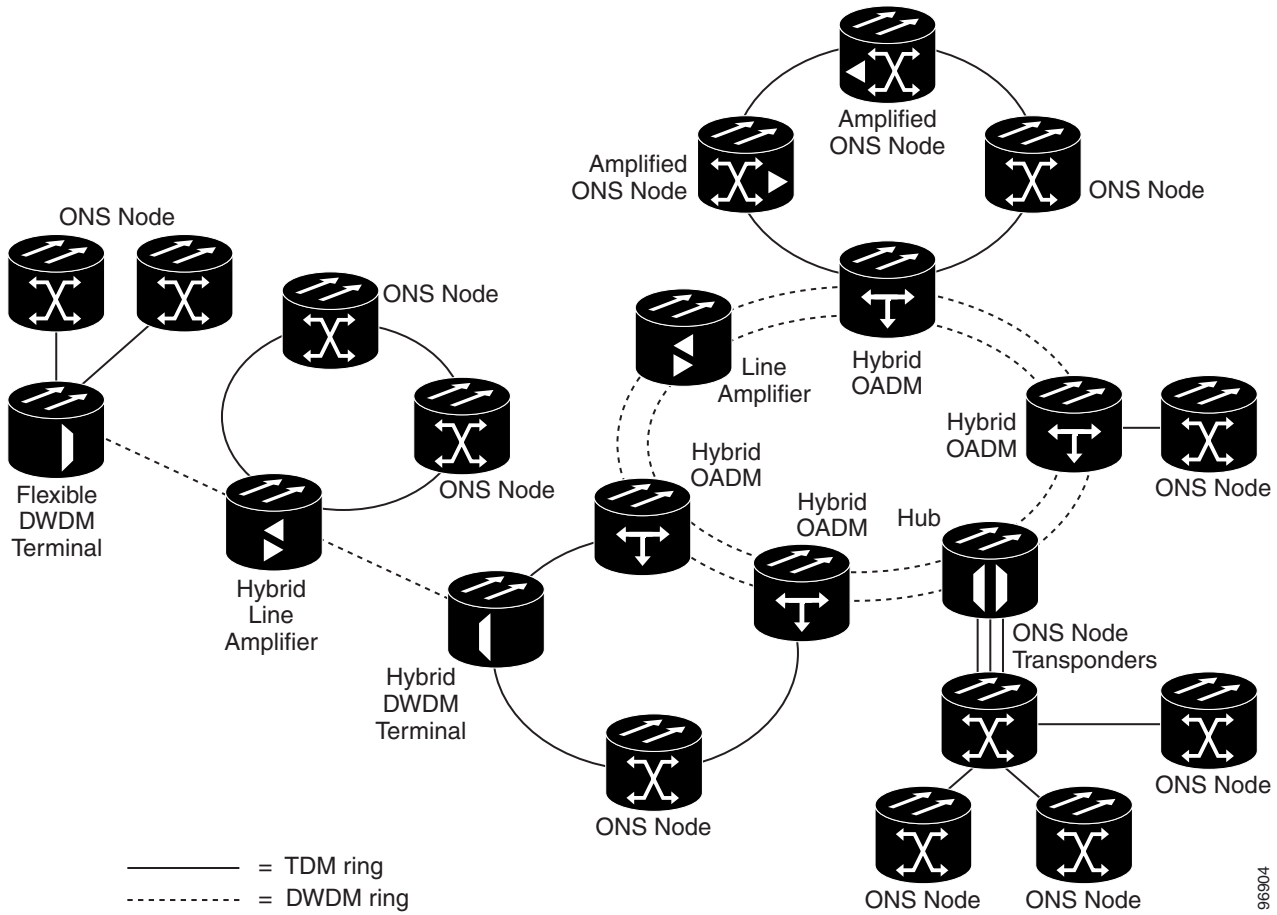 Amplified
ONS Node
Amplified
ONS Node
ONS Node
ONS Node
ONS Node
Line
Amplifier
Hybrid
OADM
Hybrid
OADM
ONS Node
Hybrid
OADM
ONS Node
Flexible
DWDM
Terminal
Hybrid
OADM
Hub
Hybrid
Line
Amplifier
ONS Node
Transponders
Hybrid
DWDM
Terminal
ONS Node
ONS Node
ONS Node
ONS Node
= TDM ring
= DWDM ring
96904